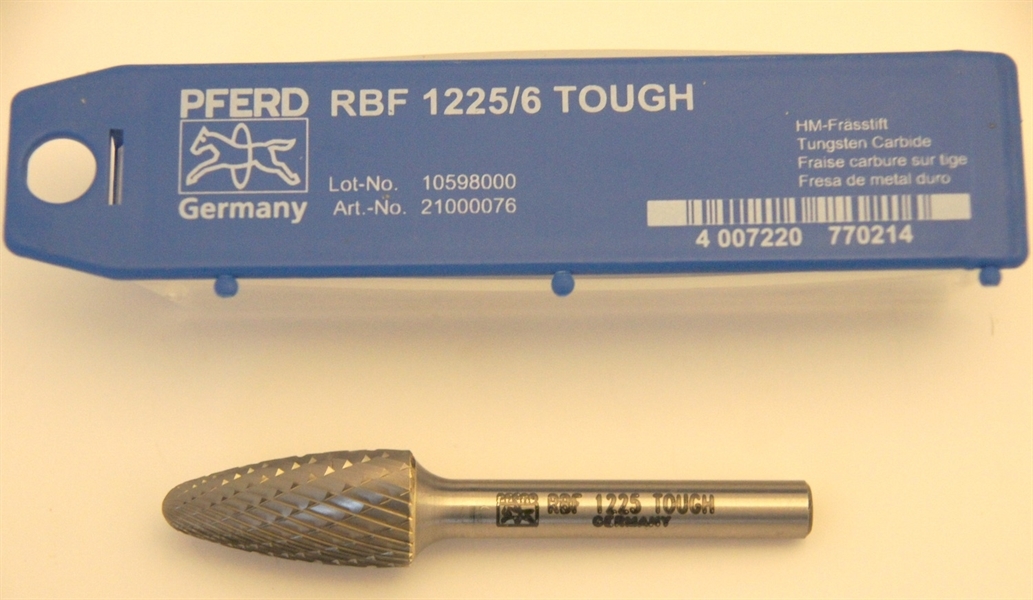 PFERD
Germany
RBF 1225/6 TOUGH
Lot-No. 10598000
Art.-No. 21000076
HM-Frässtift
Tungsten Carbide
Fraise carbure sur tige
Fresa de metal duro
4 007220 770214
PFERD RBF 1225 TOUGH
GERMANY